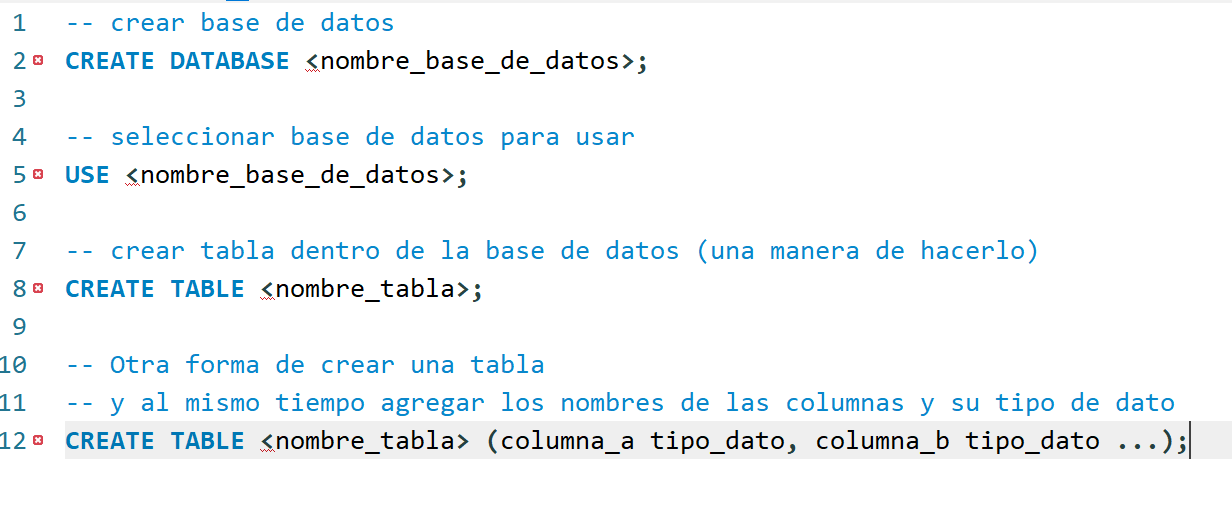 1 -- crear base de datos
2 CREATE DATABASE <nombre_base_de_datos>;
3
4 -- seleccionar base de datos para usar
5 USE <nombre_base_de_datos>;
6
7 -- crear tabla dentro de la base de datos (una manera de hacerlo)
8 CREATE TABLE <nombre_tabla>;
9
10 -- Otra forma de crear una tabla
11 -- y al mismo tiempo agregar los nombres de las columnas y su tipo de dato
12 CREATE TABLE <nombre_tabla> (columna_a tipo_dato, columna_b tipo_dato ...);